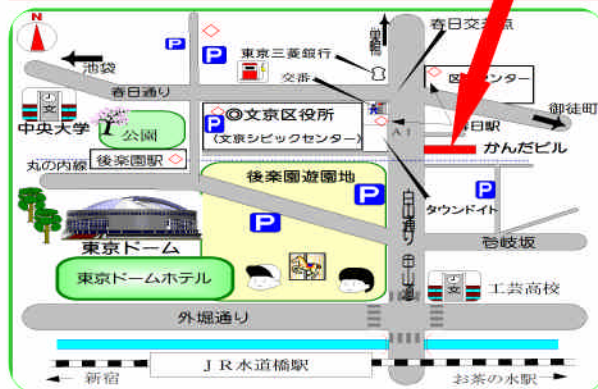 N
春日交差点
巣鴨
東京三菱銀行
池袋
交番
区民センター
春日通り
御徒町
中央大学
公園
◎文京区役所
(文京シビックセンター)
春日駅
A1
かんだビル
丸の内線
後楽園駅
後楽園遊園地
P
P
P
P
P
P
タウンドイト
白山通り
壱岐坂
東京ドーム
東京ドームホテル
工芸高校
外堀通り
JR水道橋駅
新宿
お茶の水駅